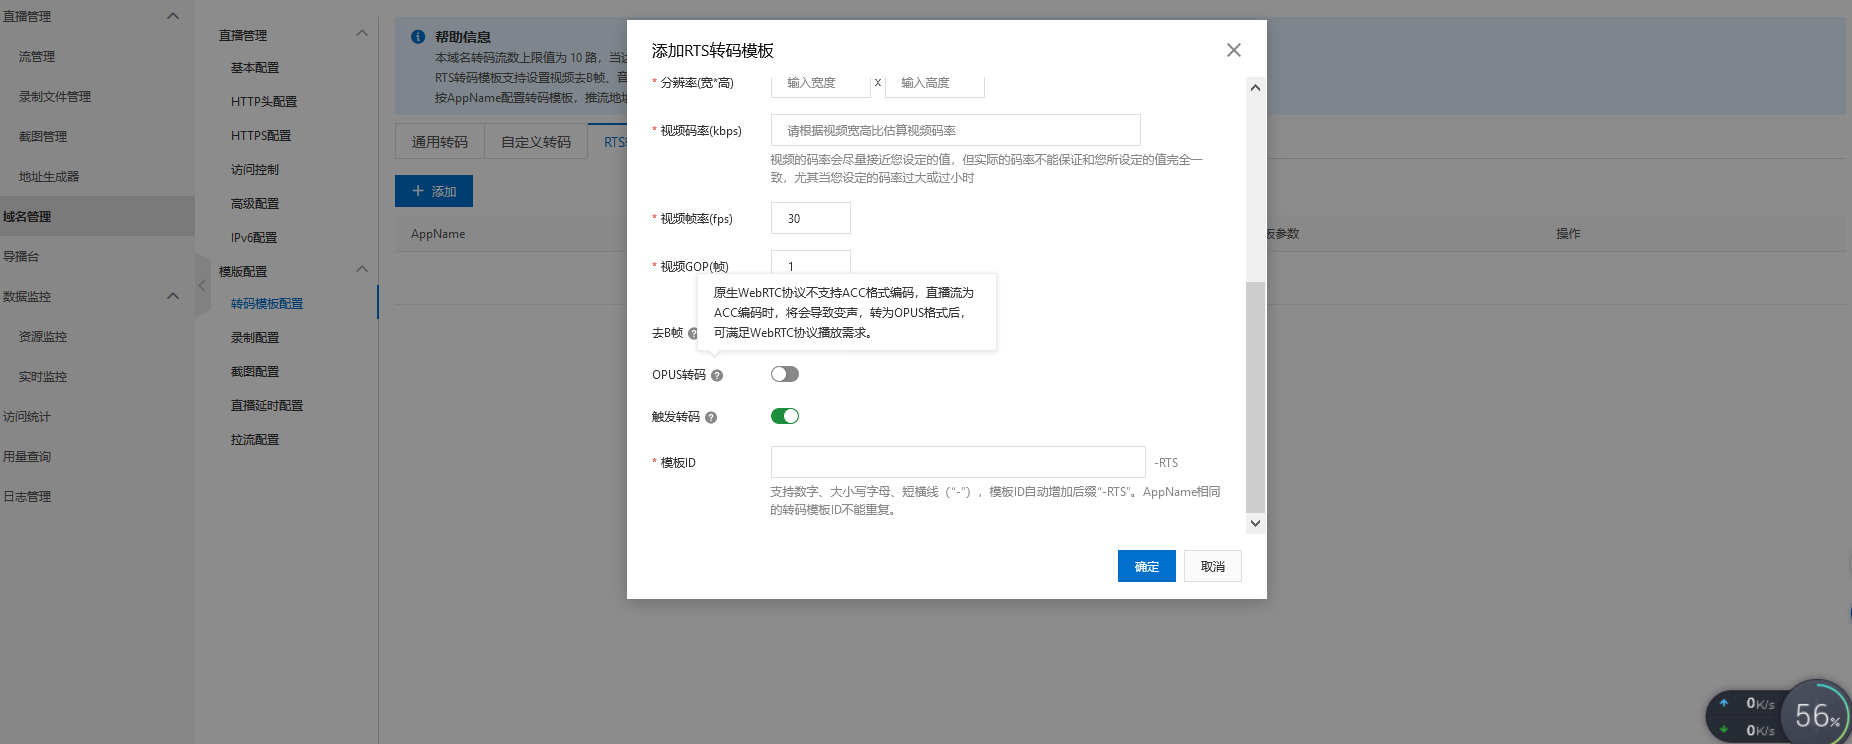 直播管理
流管理
录制文件管理
截图管理
地址生成器
域名管理
导播台
数据监控
资源监控
实时监控
访问统计
用量查询
日志管理
直播管理
基本配置
HTTP头配置
HTTPS配置
访问控制
高级配置
IPv6配置
模版配置
转码模板配置
录制配置
截图配置
直播延时配置
拉流配置
帮助信息
本域名转码流数上限值为 10 路，当达
RTS转码模板支持设置视频去B帧、音
按AppName配置转码模板，推流地址
通用转码
自定义转码
RTS
添加
AppName
板参数
操作
添加RTS转码模板
* 分辨率(宽*高)
输入宽度
x
输入高度
* 视频码率(kbps)
请根据视频宽高比估算视频码率
视频的码率会尽量接近您设定的值，但实际的码率不能保证和您所设定的值完全一
致，尤其当您设定的码率过大或过小时
* 视频帧率(fps)
30
* 视频GOP(帧)
1
原生WebRTC协议不支持ACC格式编码，直播流为
ACC编码时，将会导致变声，转为OPUS格式后，
可满足WebRTC协议播放需求。
去B帧
OPUS转码
触发转码
* 模板ID
-RTS
支持数字、大小写字母、短横线（“-”），模板ID自动增加后缀“-RTS”。AppName相同
的转码模板ID不能重复。
确定
取消
0K/s
0K/s
56%